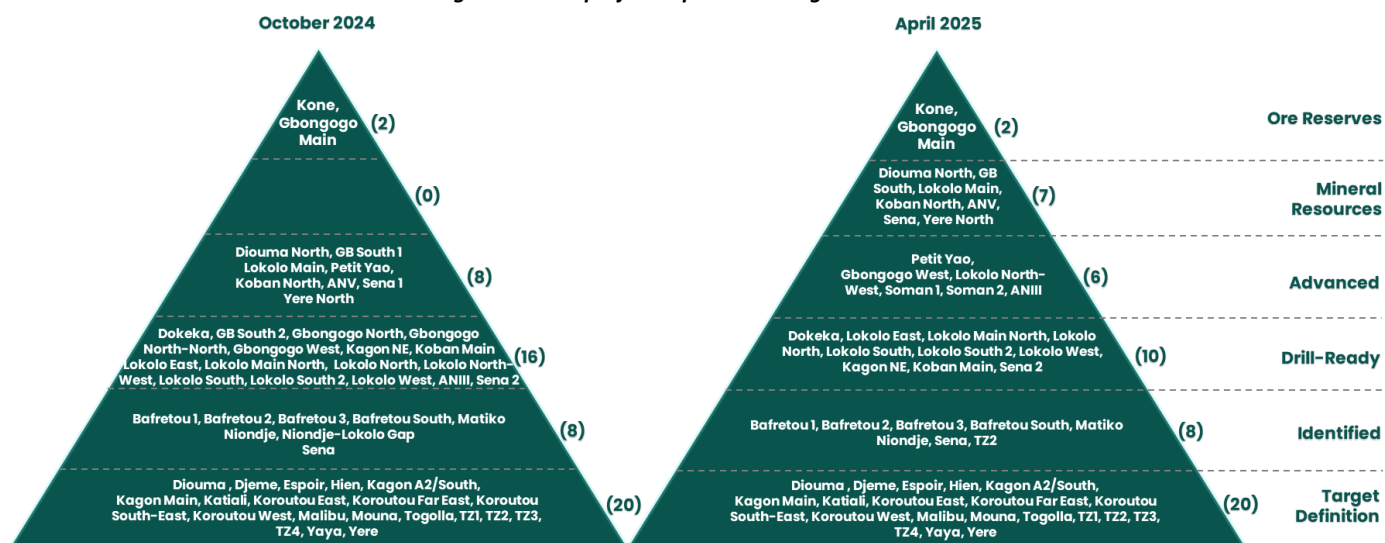 October 2024
Kone,
Gbongogo
Main
(2)
(0)
Diouma North, GB South 1
Lokolo Main, Petit Yao,
Koban North, ANV, Sena 1
Yere North
(8)
Dokeka, GB South 2, Gbongogo North, Gbongogo
North-North, Gbongogo West, Kagon NE, Koban Main
Lokolo East, Lokolo Main North, Lokolo North, Lokolo North-
West, Lokolo South, Lokolo South 2, Lokolo West, ANIII, Sena 2
(16)
Bafretou 1, Bafretou 2, Bafretou 3, Bafretou South, Matiko
Niondje, Niondje-Lokolo Gap
Sena
(8)
Diouma , Djeme, Espoir, Hien, Kagon A2/South,
Kagon Main, Katiali, Koroutou East, Koroutou Far East, Koroutou
South-East, Koroutou West, Malibu, Mouna, Togolla, TZ1, TZ2, TZ3,
TZ4, Yaya, Yere
(20)
April 2025
Kone,
Gbongogo
Main
(2)
Ore Reserves
Diouma North, GB
South, Lokolo Main,
Koban North, ANV,
Sena, Yere North
(7)
Mineral
Resources
Petit Yao,
Gbongogo West, Lokolo North-
West, Soman 1, Soman 2, ANIII
(6)
Advanced
Dokeka, Lokolo East, Lokolo Main North, Lokolo
North, Lokolo South, Lokolo South 2, Lokolo West,
Kagon NE, Koban Main, Sena 2
(10)
Drill-Ready
Bafretou 1, Bafretou 2, Bafretou 3, Bafretou South, Matiko
Niondje, Sena, TZ2
(8)
Identified
Diouma , Djeme, Espoir, Hien, Kagon A2/South,
Kagon Main, Katiali, Koroutou East, Koroutou Far East, Koroutou
South-East, Koroutou West, Malibu, Mouna, Togolla, TZ1, TZ2, TZ3,
TZ4, Yaya, Yere
(20)
Target
Definition